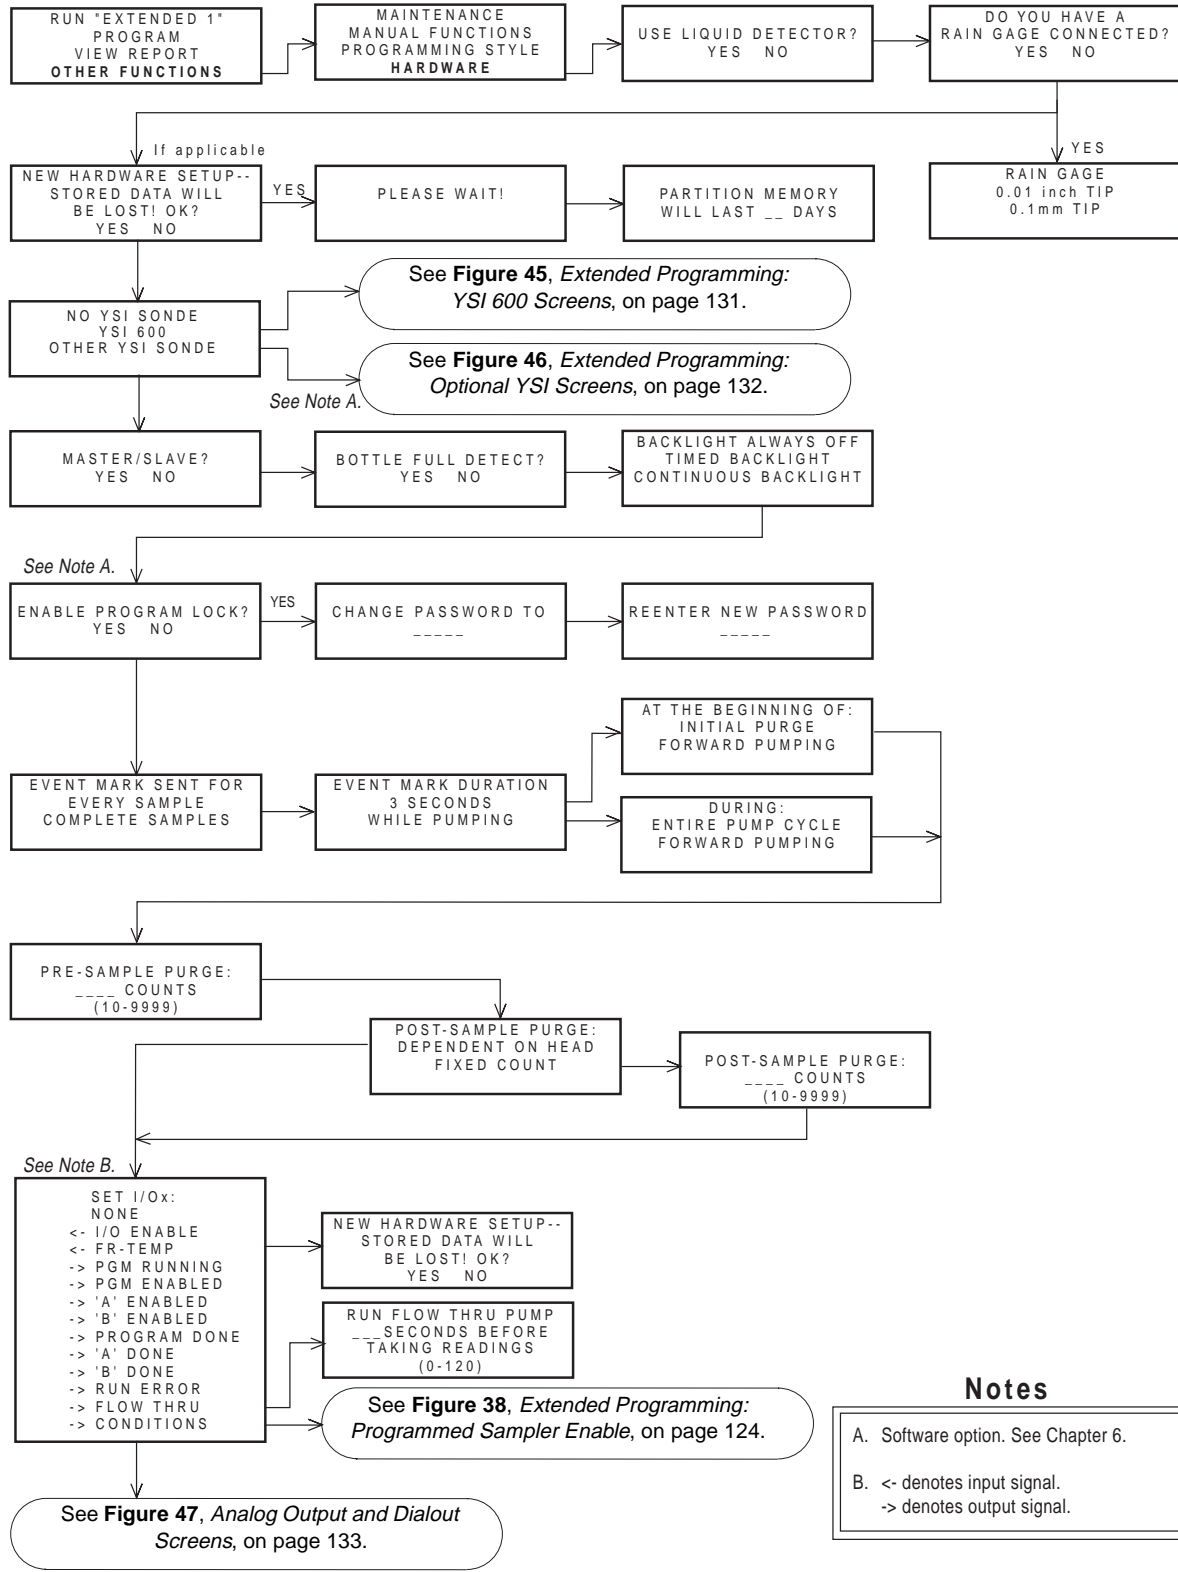 RUN "EXTENDED 1"
PROGRAM
VIEW REPORT
OTHER FUNCTIONS
MAINTENANCE
MANUAL FUNCTIONS
PROGRAMMING STYLE
HARDWARE
USE LIQUID DETECTOR?
YES NO
DO YOU HAVE A
RAIN GAGE CONNECTED?
YES NO
If applicable
YES
NEW HARDWARE SETUP--
STORED DATA WILL
BE LOST! OK?
YES NO
YES
PLEASE WAIT!
PARTITION MEMORY
WILL LAST __ DAYS
RAIN GAGE
0.01 inch TIP
0.1mm TIP
NO YSI SONDE
YSI 600
OTHER YSI SONDE
See Figure 45, Extended Programming:
YSI 600 Screens, on page 131.
See Figure 46, Extended Programming:
Optional YSI Screens, on page 132.
See Note A.
MASTER/SLAVE?
YES NO
BOTTLE FULL DETECT?
YES NO
BACKLIGHT ALWAYS OFF
TIMED BACKLIGHT
CONTINUOUS BACKLIGHT
See Note A.
ENABLE PROGRAM LOCK?
YES NO
YES
CHANGE PASSWORD TO
_____
REENTER NEW PASSWORD
_____
AT THE BEGINNING OF:
INITIAL PURGE
FORWARD PUMPING
EVENT MARK SENT FOR
EVERY SAMPLE
COMPLETE SAMPLES
EVENT MARK DURATION
3 SECONDS
WHILE PUMPING
DURING:
ENTIRE PUMP CYCLE
FORWARD PUMPING
PRE-SAMPLE PURGE:
____ COUNTS
(10-9999)
POST-SAMPLE PURGE:
DEPENDENT ON HEAD
FIXED COUNT
POST-SAMPLE PURGE:
____ COUNTS
(10-9999)
See Note B.
SET I/Ox:
NONE
<- I/O ENABLE
<- FR-TEMP
-> PGM RUNNING
-> PGM ENABLED
-> 'A' ENABLED
-> 'B' ENABLED
-> PROGRAM DONE
-> 'A' DONE
-> 'B' DONE
-> RUN ERROR
-> FLOW THRU
-> CONDITIONS
NEW HARDWARE SETUP--
STORED DATA WILL
BE LOST! OK?
YES NO
RUN FLOW THRU PUMP
___SECONDS BEFORE
TAKING READINGS
(0-120)
See Figure 38, Extended Programming:
Programmed Sampler Enable, on page 124.
See Figure 47, Analog Output and Dialout
Screens, on page 133.
Notes
A. Software option. See Chapter 6.
B. <- denotes input signal.
-> denotes output signal.